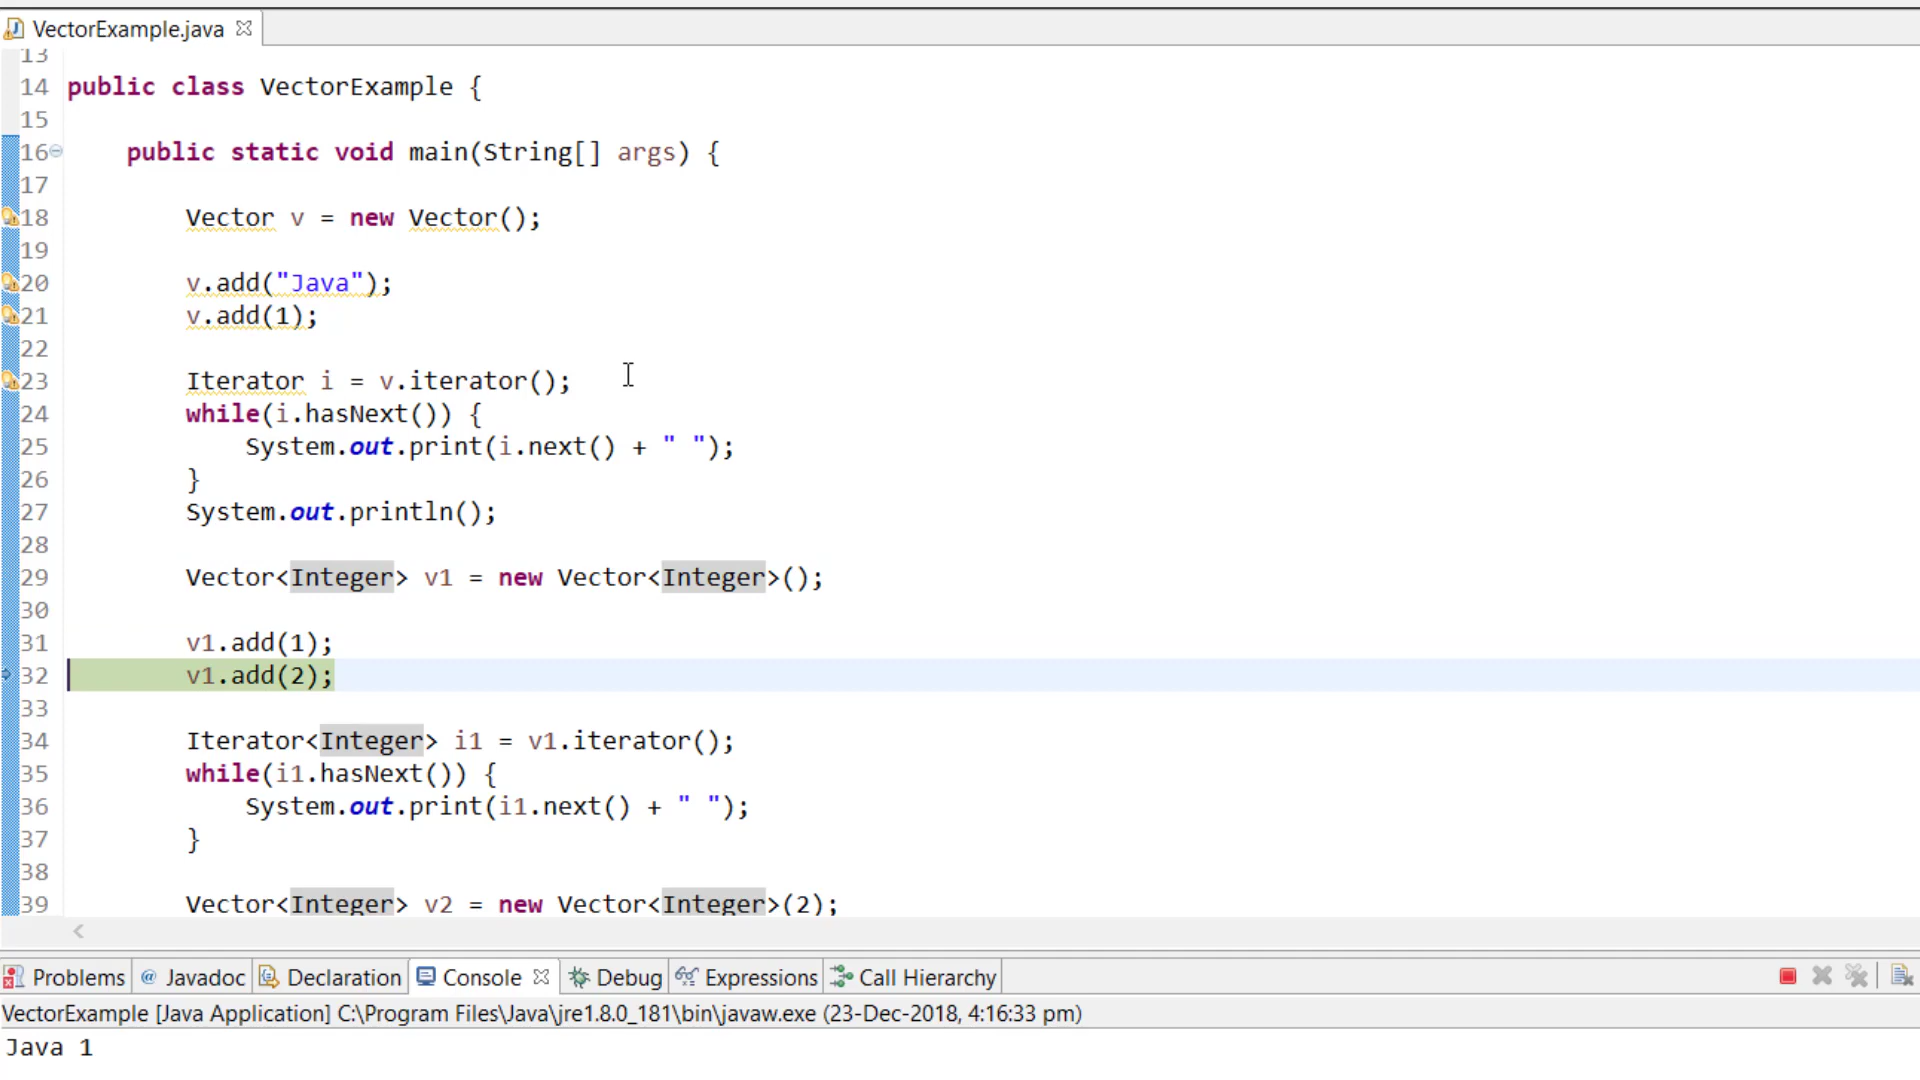 VectorExample.java
13
14 public class VectorExample {
15
16 public static void main(String[] args) {
17
18 Vector v = new Vector();
19
20 v.add("Java");
21 v.add(1);
22
23 Iterator i = v.iterator();
24 while(i.hasNext()) {
25 System.out.print(i.next() + " ");
26 }
27 System.out.println();
28
29 Vector<Integer> v1 = new Vector<Integer>();
30
31 v1.add(1);
32 v1.add(2);
33
34 Iterator<Integer> i1 = v1.iterator();
35 while(i1.hasNext()) {
36 System.out.print(i1.next() + " ");
37 }
38
39 Vector<Integer> v2 = new Vector<Integer>(2);
Problems @ Javadoc Declaration Console Debug Expressions Call Hierarchy
VectorExample [Java Application] C:\Program Files\Java\jre1.8.0_181\bin\javaw.exe (23-Dec-2018, 4:16:33 pm)
Java 1